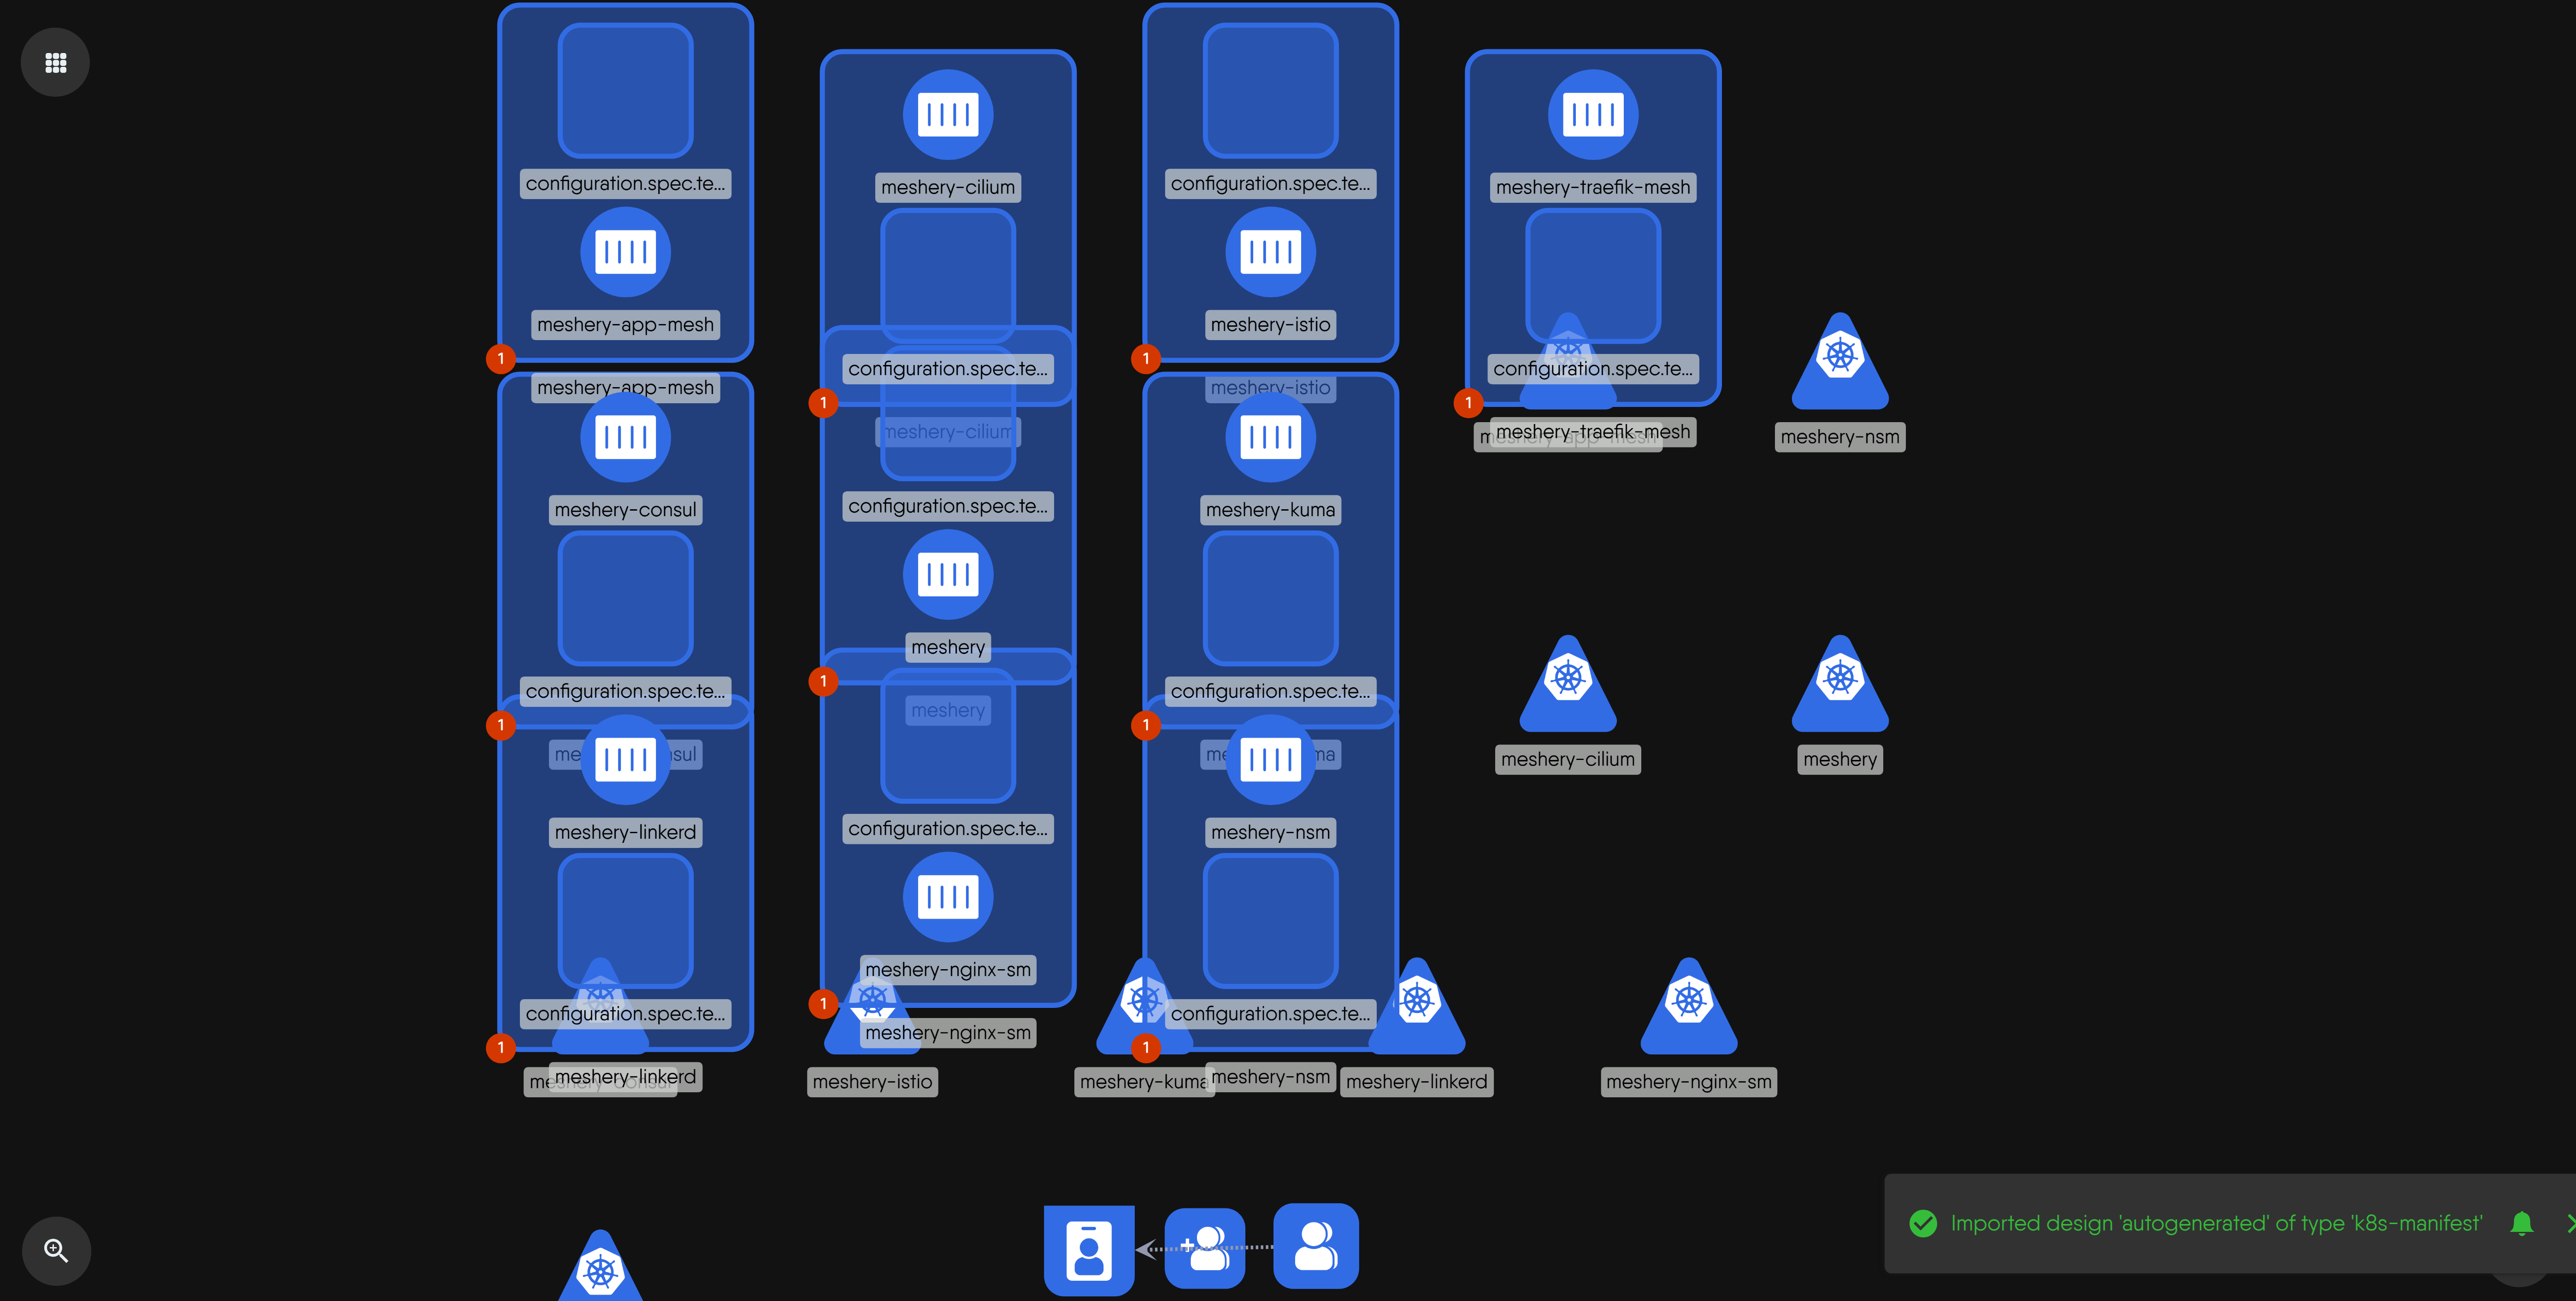 configuration.spec.te...
meshery-app-mesh
1
meshery-app-mesh
meshery-consul
configuration.spec.te...
1
meshery-linkerd
configuration.spec.te...
1
meshery-linkerd
meshery-cilium
configuration.spec.te...
1
meshery-cilium
configuration.spec.te...
meshery
1
meshery
configuration.spec.te...
meshery-nginx-sm
1
meshery-nginx-sm
meshery-istio
configuration.spec.te...
meshery-istio
1
meshery-istio
meshery-kuma
configuration.spec.te...
1
meshery-nsm
configuration.spec.te...
1
meshery-kuma
meshery-nsm
meshery-linkerd
meshery-traefik-mesh
configuration.spec.te...
1
meshery-traefik-mesh
meshery-nsm
meshery-cilium
meshery
meshery-nginx-sm
Imported design 'autogenerated' of type 'k8s-manifest'